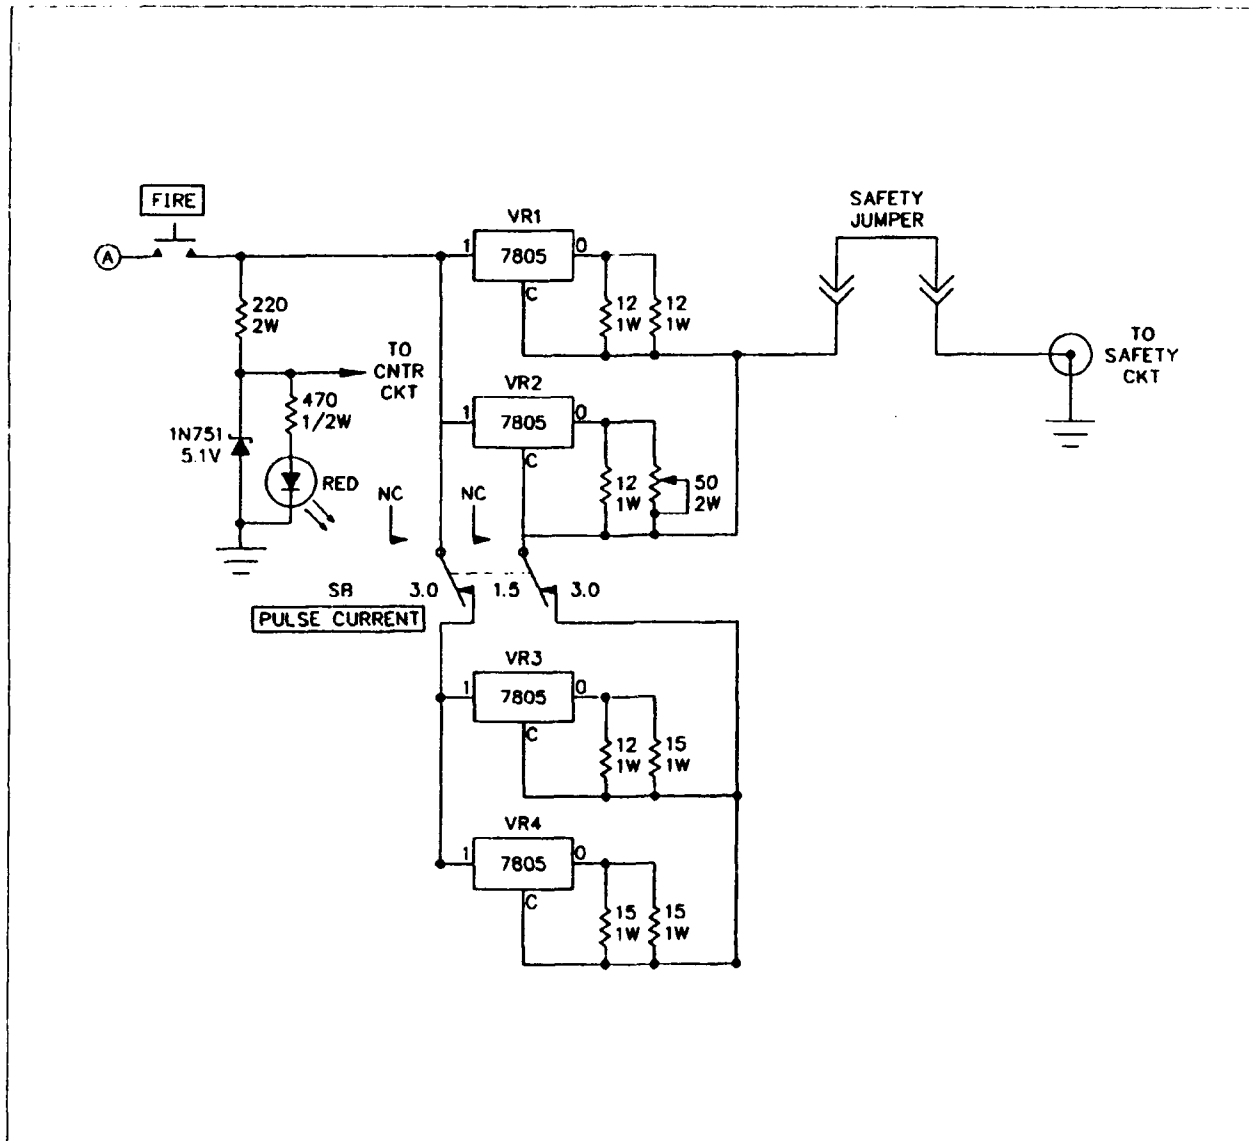 FIRE
A
220
2W
TO
CNTR
CKT
470
1/2W
1N751
5.1V
RED
VR1
1
7805
0
C
12
1W
12
1W
SAFETY
JUMPER
TO
SAFETY
CKT
VR2
1
7805
0
C
12
1W
50
2W
NC
NC
3.0
1.5
3.0
PULSE CURRENT
VR3
1
7805
0
C
12
1W
15
1W
VR4
1
7805
0
C
15
1W
15
1W